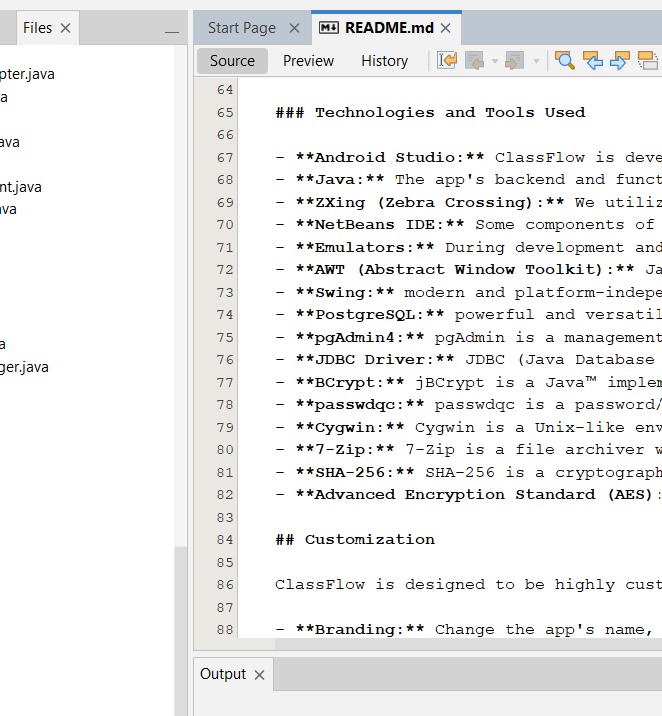 Files
Start Page
README.md
Source Preview History
pter.java
a
ava
nt.java
va
a
ger.java
64
65 ### Technologies and Tools Used
66
67 - **Android Studio:** ClassFlow is deve
68 - **Java:** The app's backend and funct
69 - **ZXing (Zebra Crossing):** We utiliz
70 - **NetBeans IDE:** Some components of
71 - **Emulators:** During development and
72 - **AWT (Abstract Window Toolkit):** Ja
73 - **Swing:** modern and platform-indepe
74 - **PostgreSQL:** powerful and versatil
75 - **pgAdmin4:** pgAdmin is a management
76 - **JDBC Driver:** JDBC (Java Database
77 - **BCrypt:** jBCrypt is a Java™ implem
78 - **passwdqc:** passwdqc is a password/
79 - **Cygwin:** Cygwin is a Unix-like env
80 - **7-Zip:** 7-Zip is a file archiver w
81 - **SHA-256:** SHA-256 is a cryptograph
82 - **Advanced Encryption Standard (AES):
83
84 ## Customization
85
86 ClassFlow is designed to be highly cust
87
88 - **Branding:** Change the app's name,
Output